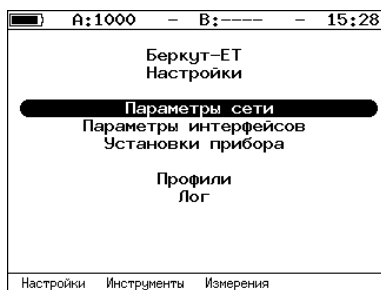 A:1000 – B:---- – 15:28
Беркут-ET
Настройки
Параметры сети
Параметры интерфейсов
Установки прибора
Профили
Лог
Настройки Инструменты Измерения